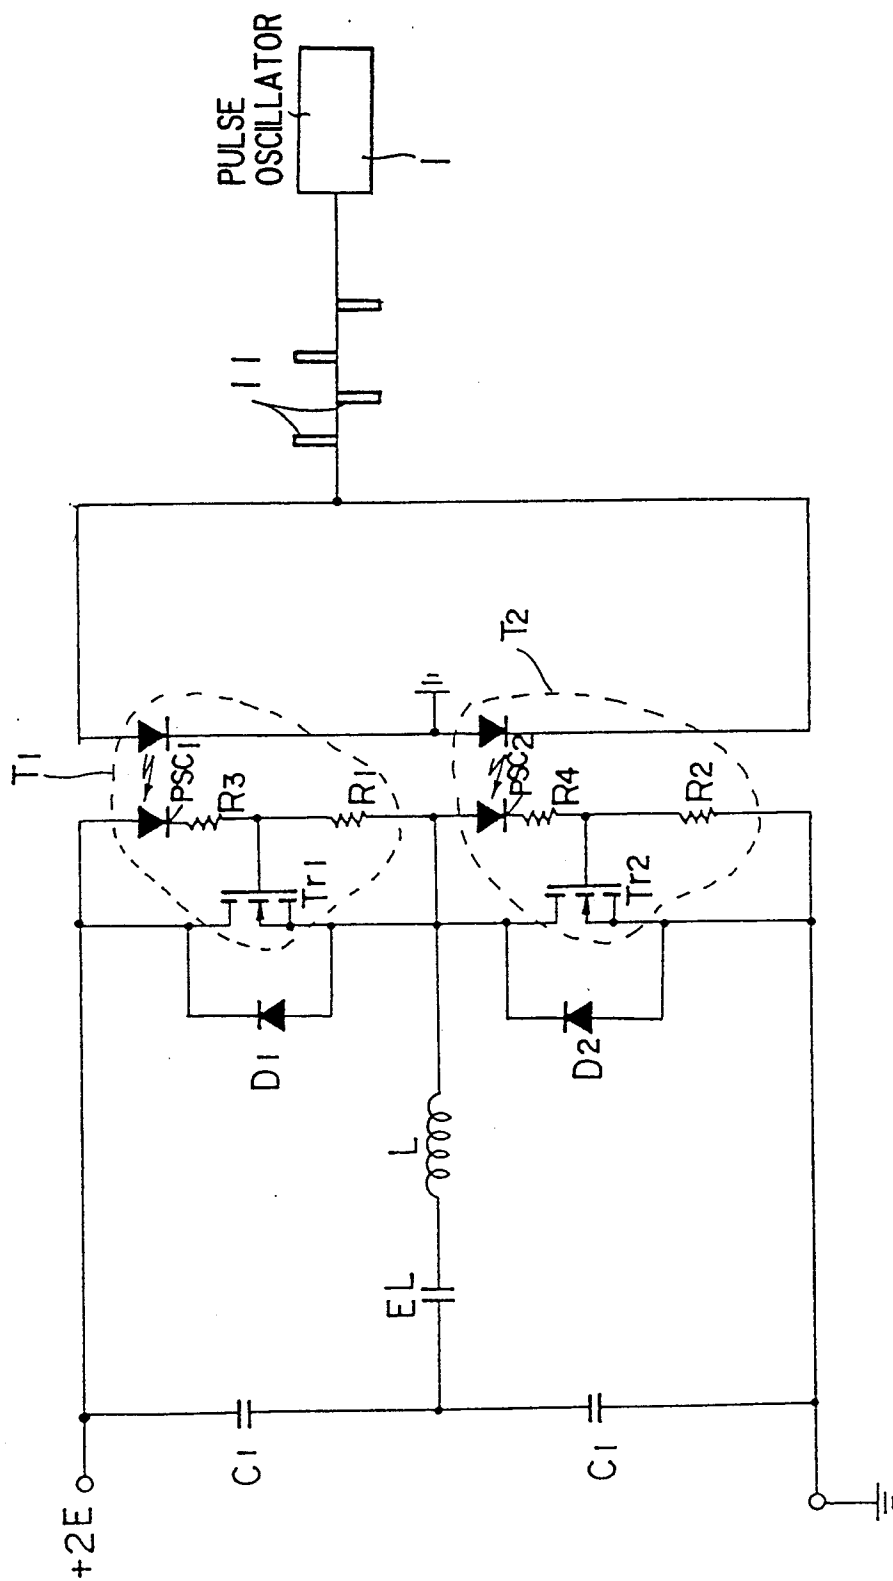 PULSE
OSCILLATOR
1
11
T1
T2
PSC1
R3
R1
PSC2
R4
R2
Tr1
Tr2
D1
D2
L
EL
C1
C1
+2E